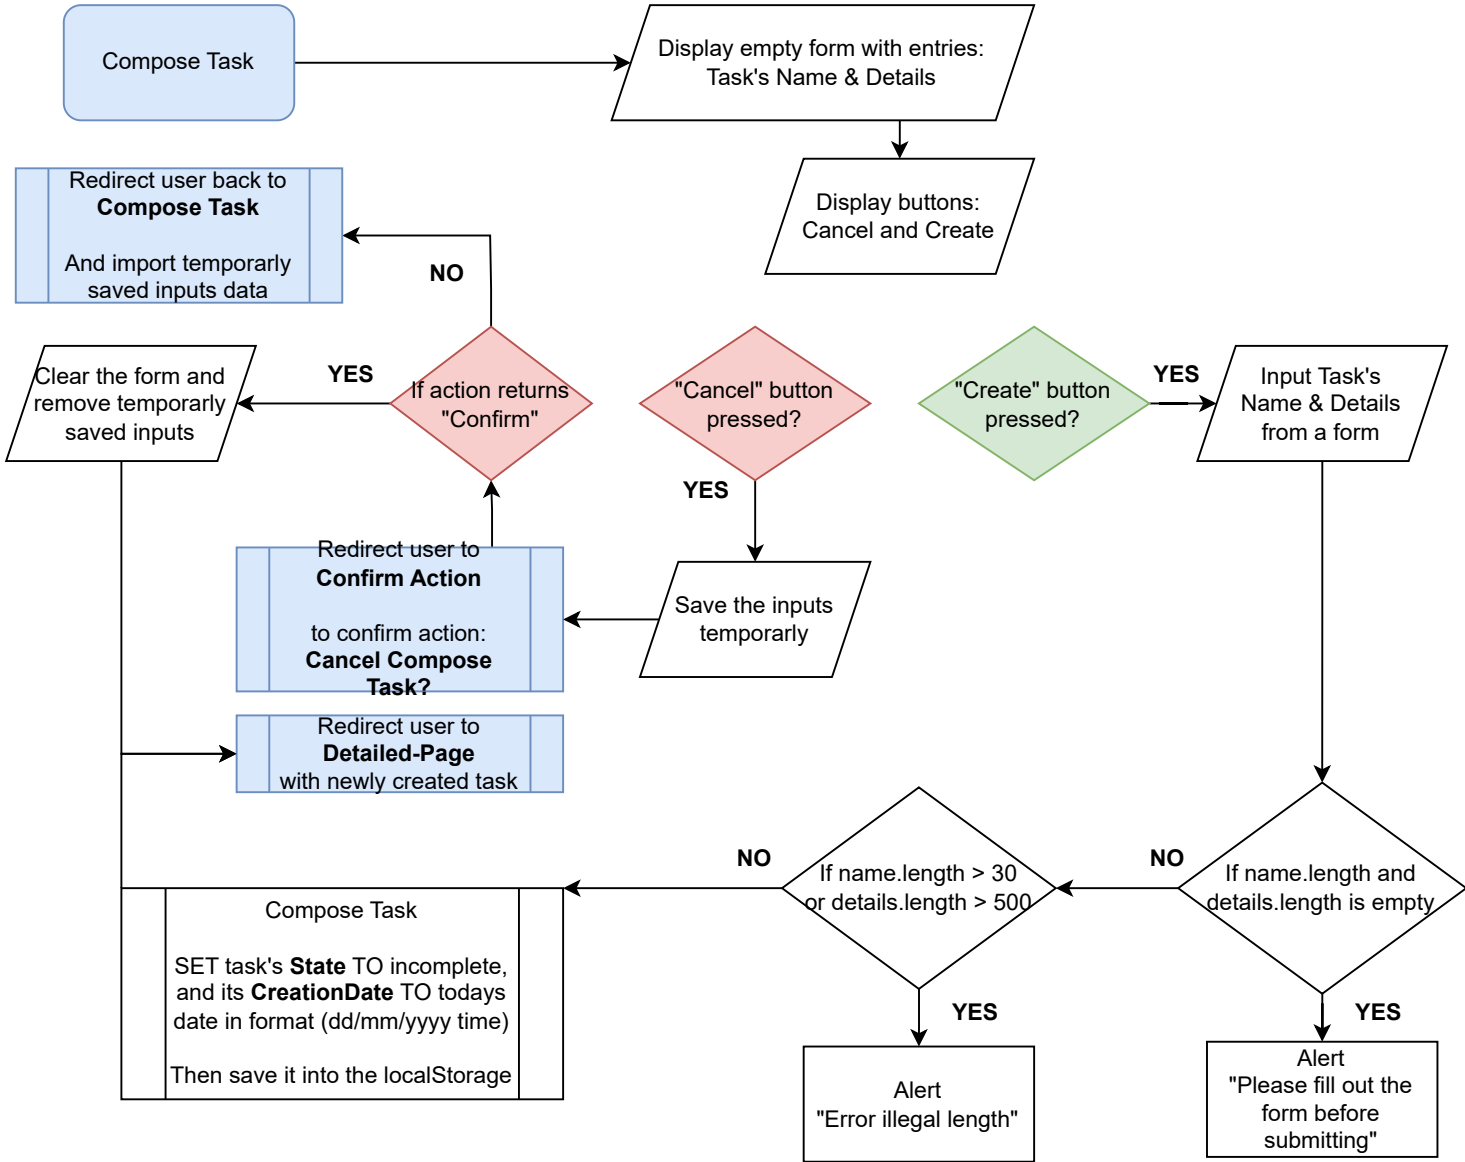 Compose Task
Display empty form with entries:
Task's Name & Details
Display buttons:
Cancel and Create
Redirect user back to
Compose Task
And import temporarly
saved inputs data
NO
YES
Clear the form and
remove temporarly
saved inputs
If action returns
"Confirm"
"Cancel" button
pressed?
YES
"Create" button
pressed?
YES
Input Task's
Name & Details
from a form
Redirect user to
Confirm Action
to confirm action:
Cancel Compose
Task?
Save the inputs
temporarly
Redirect user to
Detailed-Page
with newly created task
NO
If name.length > 30
or details.length > 500
NO
If name.length and
details.length is empty
Compose Task
SET task's State TO incomplete,
and its CreationDate TO todays
date in format (dd/mm/yyyy time)
Then save it into the localStorage
YES
Alert
"Error illegal length"
YES
Alert
"Please fill out the
form before
submitting"